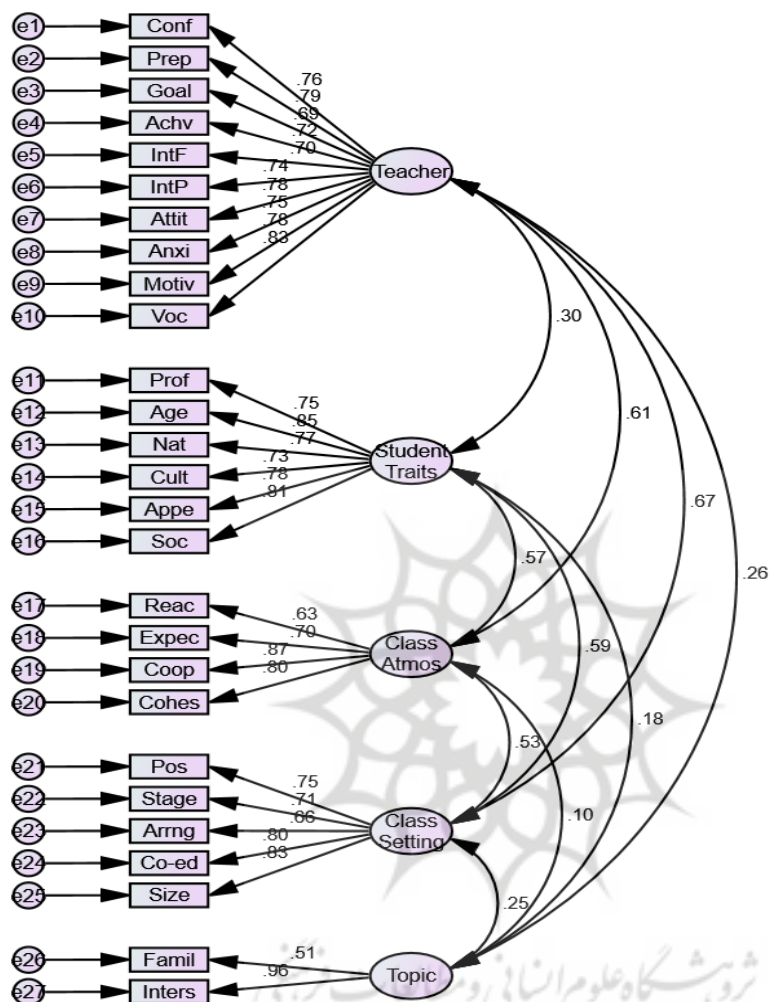 e1 Conf
e2 Prep
e3 Goal
e4 Achv
e5 IntF
e6 IntP
e7 Attit
e8 Anxi
e9 Motiv
e10 Voc
.76
.79
.69
.72
.70
.74
.78
.75
.78
.83
Teacher
e11 Prof
e12 Age
e13 Nat
e14 Cult
e15 Appe
e16 Soc
.75
.85
.77
.73
.78
.81
Student
Traits
e17 Reac
e18 Expec
e19 Coop
e20 Cohes
.63
.70
.87
.80
Class
Atmos
e21 Pos
e22 Stage
e23 Arrng
e24 Co-ed
e25 Size
.75
.71
.66
.80
.83
Class
Setting
e26 Famil
e27 Inters
.51
.96
Topic
.30
.61
.67
.26
.57
.59
.18
.53
.10
.25
پژوهشگاه علوم انسانی و مطالعات فرهنگی